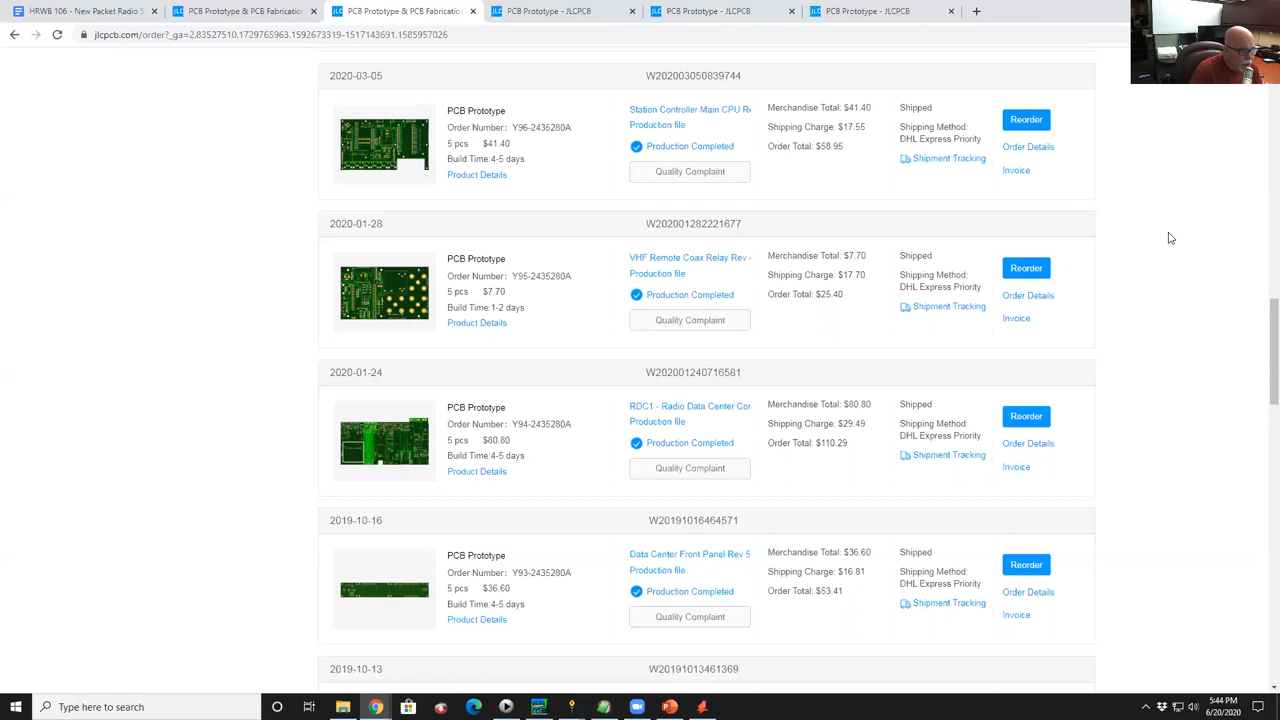 HRWB 106 - New Packet Radio S
PCB Prototype & PCB Fabrication
PCB Prototype & PCB Fabrication
PCB Prototype - JLCPCB
PCB Prototype - JLCPCB
PCB Prototype - JLCPCB
jlcpcb.com/order?_ga=2.83527510.1729765963.1592673319-1517143691.1585957026
2020-03-05
W202003050839744
PCB Prototype
Order Number: Y96-2435280A
5 pcs $41.40
Build Time:4-5 days
Product Details
Station Controller Main CPU Re
Production file
Production Completed
Quality Complaint
Merchandise Total: $41.40
Shipping Charge: $17.55
Order Total: $58.95
Shipped
Shipping Method:
DHL Express Priority
Shipment Tracking
Reorder
Order Details
Invoice
2020-01-28
W202001282221677
PCB Prototype
Order Number: Y95-2435280A
5 pcs $7.70
Build Time:1-2 days
Product Details
VHF Remote Coax Relay Rev 4
Production file
Production Completed
Quality Complaint
Merchandise Total: $7.70
Shipping Charge: $17.70
Order Total: $25.40
Shipped
Shipping Method:
DHL Express Priority
Shipment Tracking
Reorder
Order Details
Invoice
2020-01-24
W202001240716581
PCB Prototype
Order Number: Y94-2435280A
5 pcs $80.80
Build Time:4-5 days
Product Details
RDC1 - Radio Data Center Cor
Production file
Production Completed
Quality Complaint
Merchandise Total: $80.80
Shipping Charge: $29.49
Order Total: $110.29
Shipped
Shipping Method:
DHL Express Priority
Shipment Tracking
Reorder
Order Details
Invoice
2019-10-16
W20191016464571
PCB Prototype
Order Number: Y93-2435280A
5 pcs $36.60
Build Time:4-5 days
Product Details
Data Center Front Panel Rev 5
Production file
Production Completed
Quality Complaint
Merchandise Total: $36.60
Shipping Charge: $16.81
Order Total: $53.41
Shipped
Shipping Method:
DHL Express Priority
Shipment Tracking
Reorder
Order Details
Invoice
2019-10-13
W20191013461369
Type here to search
5:44 PM
6/20/2020